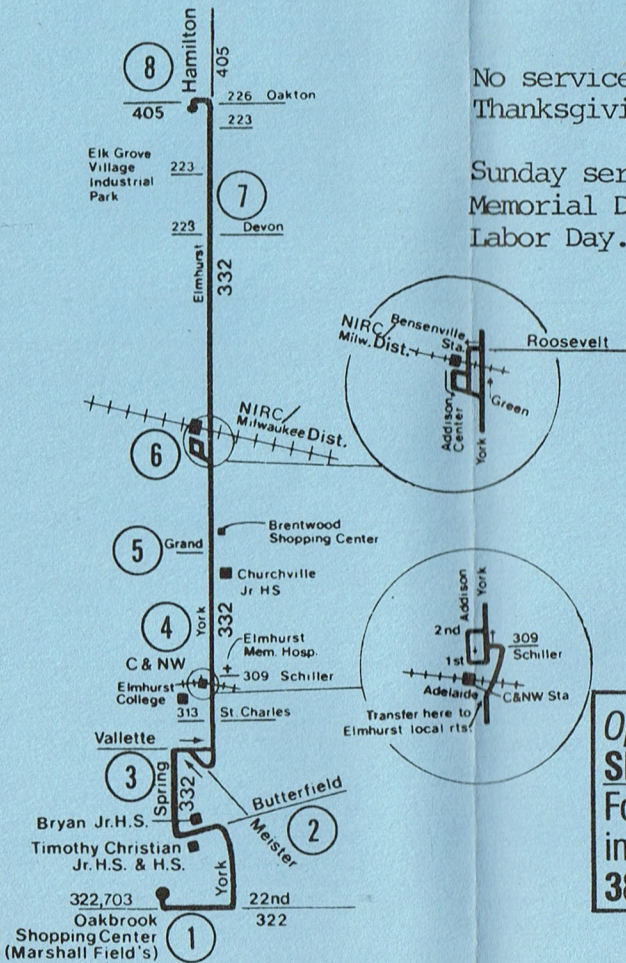 8
Hamilton
405
405
226 Oakton
223
Elk Grove
Village
Industrial
Park
223
7
223
Devon
Elmhurst
332
No service
Sunday
Labor Day.
NIRC
Milw. Dist.
Bensenville
Sta.
Roosevelt
Addison
Center
Green
York
NIRC
Milwaukee Dist.
6
5
Grand
Brentwood
Shopping Center
Churchville
Jr HS
4
York
332
Elmhurst
Mem. Hosp.
C & NW
309 Schiller
Elmhurst
College
313
St. Charles
Addison
York
2nd
309
Schiller
1st
Adelaide
C&NW Sta
Transfer here to
Elmhurst local rts.
Vallette
3
Spring
332
Butterfield
Meister
2
Bryan Jr.H.S.
Timothy Christian
Jr. H.S. & H.S.
York
322,703
22nd
322
Oakbrook
Shopping Center
(Marshall Field's)
1